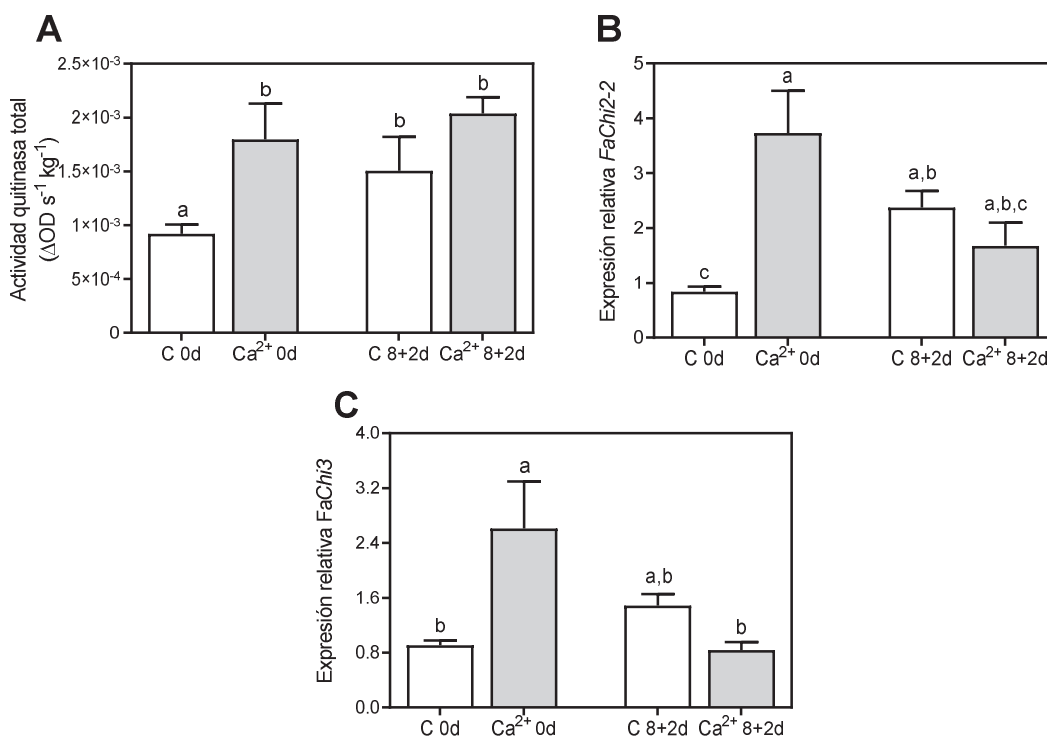 A
Actividad quitinasa total
(ΔOD s⁻¹ kg⁻¹)
2.5×10⁻³
2×10⁻³
1.5×10⁻³
1×10⁻³
5×10⁻⁴
0
a
b
b
b
C 0d
Ca²⁺ 0d
C 8+2d
Ca²⁺ 8+2d
B
Expresión relativa FaChi2-2
5
4
3
2
1
0
c
a
a,b
a,b,c
C 0d
Ca²⁺ 0d
C 8+2d
Ca²⁺ 8+2d
C
Expresión relativa FaChi3
4.0
3.2
2.4
1.6
0.8
0.0
b
a
a,b
b
C 0d
Ca²⁺ 0d
C 8+2d
Ca²⁺ 8+2d